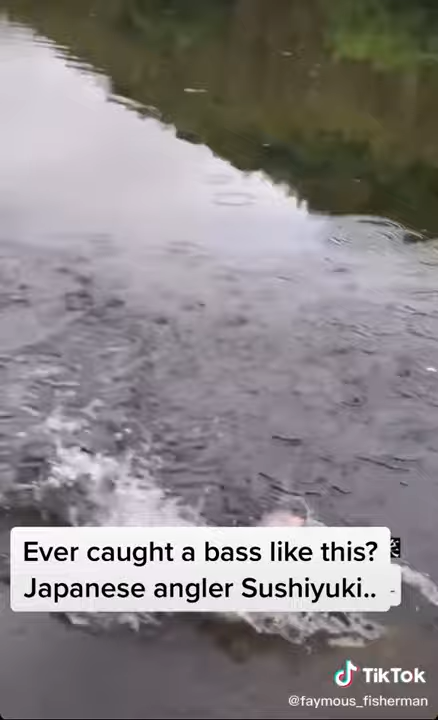 Ever caught a bass like this?
Japanese angler Sushiyuki..
TikTok
@faymous_fisherman